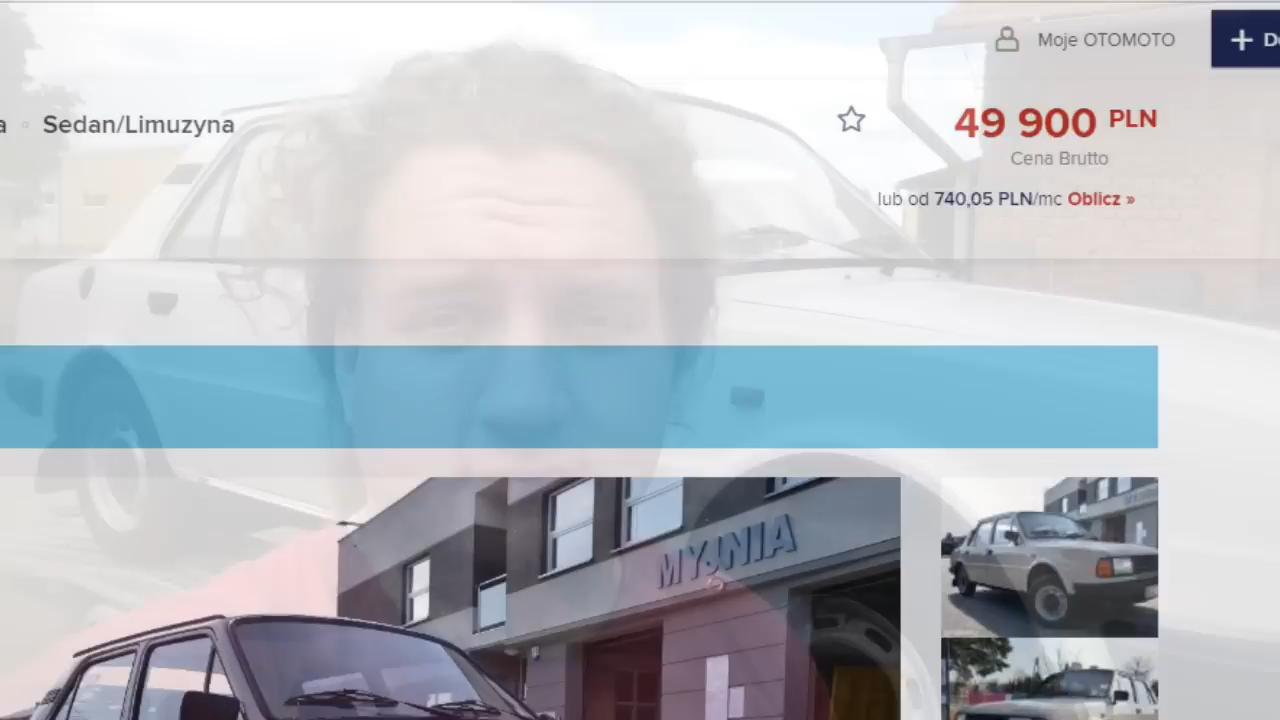 Moje OTOMOTO
Sedan/Limuzyna
49 900 PLN
Cena Brutto
lub od 740,05 PLN/mc Oblicz »
MYJNIA